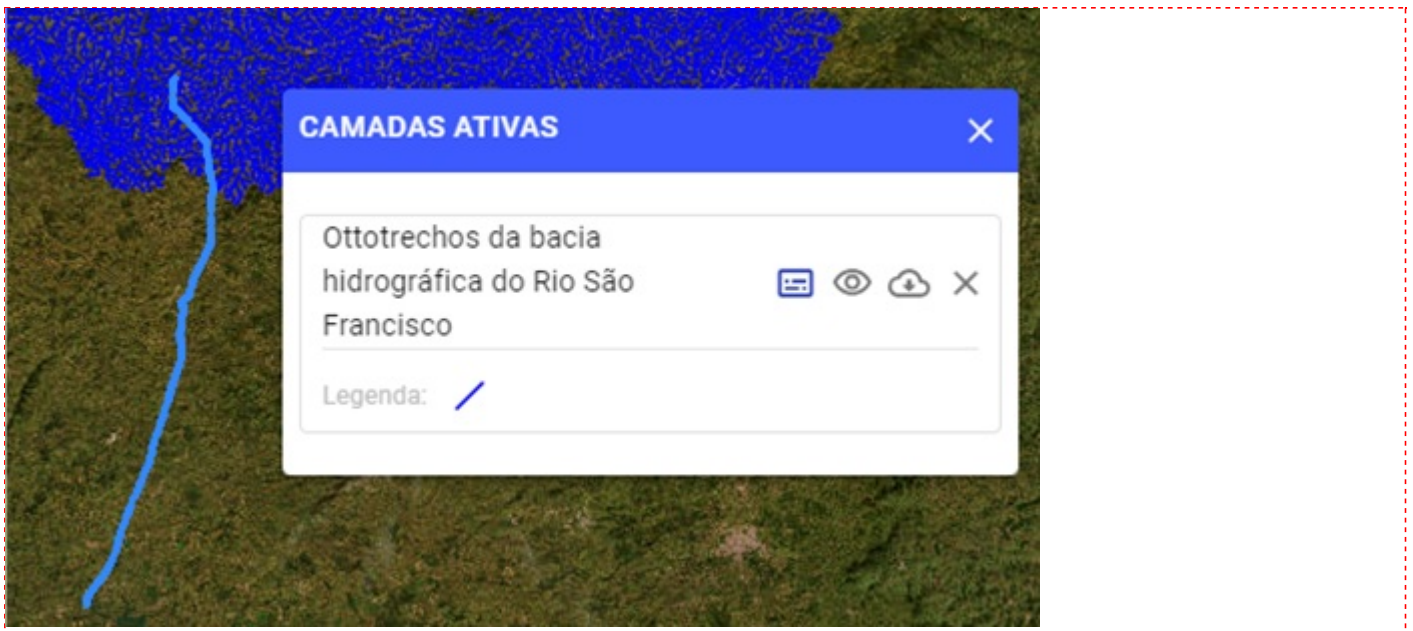 CAMADAS ATIVAS
Ottotrechos da bacia
hidrográfica do Rio São
Francisco
Legenda: